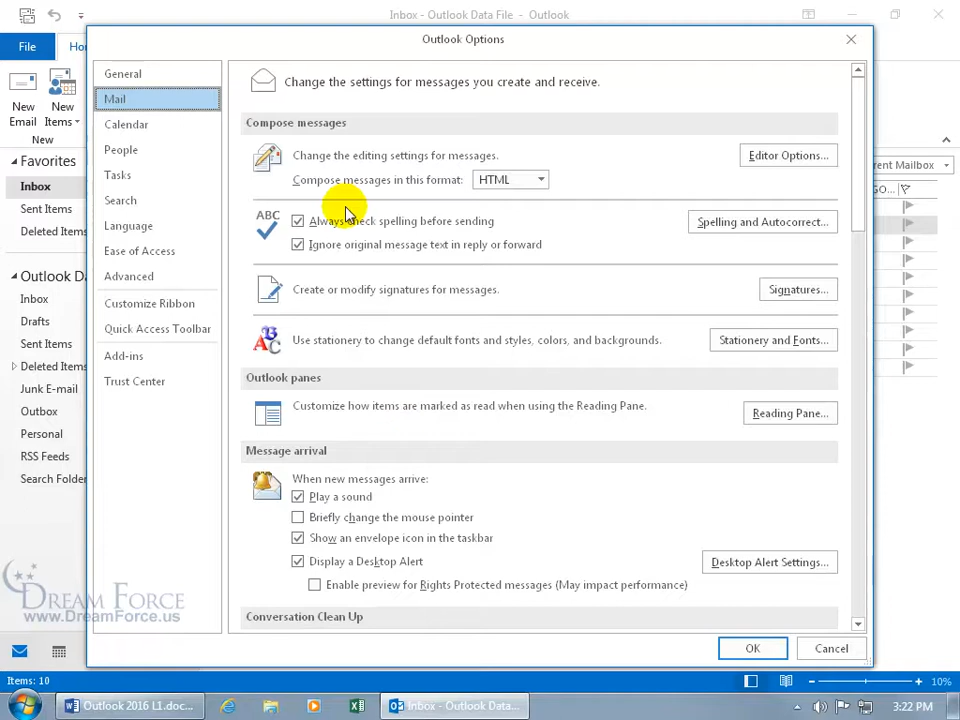 Inbox - Outlook Data File - Outlook
File
Outlook Options
General
Mail
Calendar
People
Tasks
Search
Language
Ease of Access
Advanced
Customize Ribbon
Quick Access Toolbar
Add-ins
Trust Center
Change the settings for messages you create and receive.
Compose messages
Change the editing settings for messages.
Editor Options...
Compose messages in this format:
HTML
ABC
Always check spelling before sending
Spelling and Autocorrect...
Ignore original message text in reply or forward
Create or modify signatures for messages.
Signatures...
Use stationery to change default fonts and styles, colors, and backgrounds.
Stationery and Fonts...
Outlook panes
Customize how items are marked as read when using the Reading Pane.
Reading Pane...
Message arrival
When new messages arrive:
Play a sound
Briefly change the mouse pointer
Show an envelope icon in the taskbar
Display a Desktop Alert
Desktop Alert Settings...
Enable preview for Rights Protected messages (May impact performance)
Conversation Clean Up
OK
Cancel
New
Email
New
Items
New
Favorites
Inbox
Sent Items
Deleted Items
Outlook Da
Inbox
Drafts
Sent Items
Deleted Items
Junk E-mail
Outbox
Personal
RSS Feeds
Search Folder
Mailbox
DREAM FORCE
www.DreamForce.us
Items: 10
10%
Outlook 2016 L1.doc...
Inbox - Outlook Data...
3:22 PM